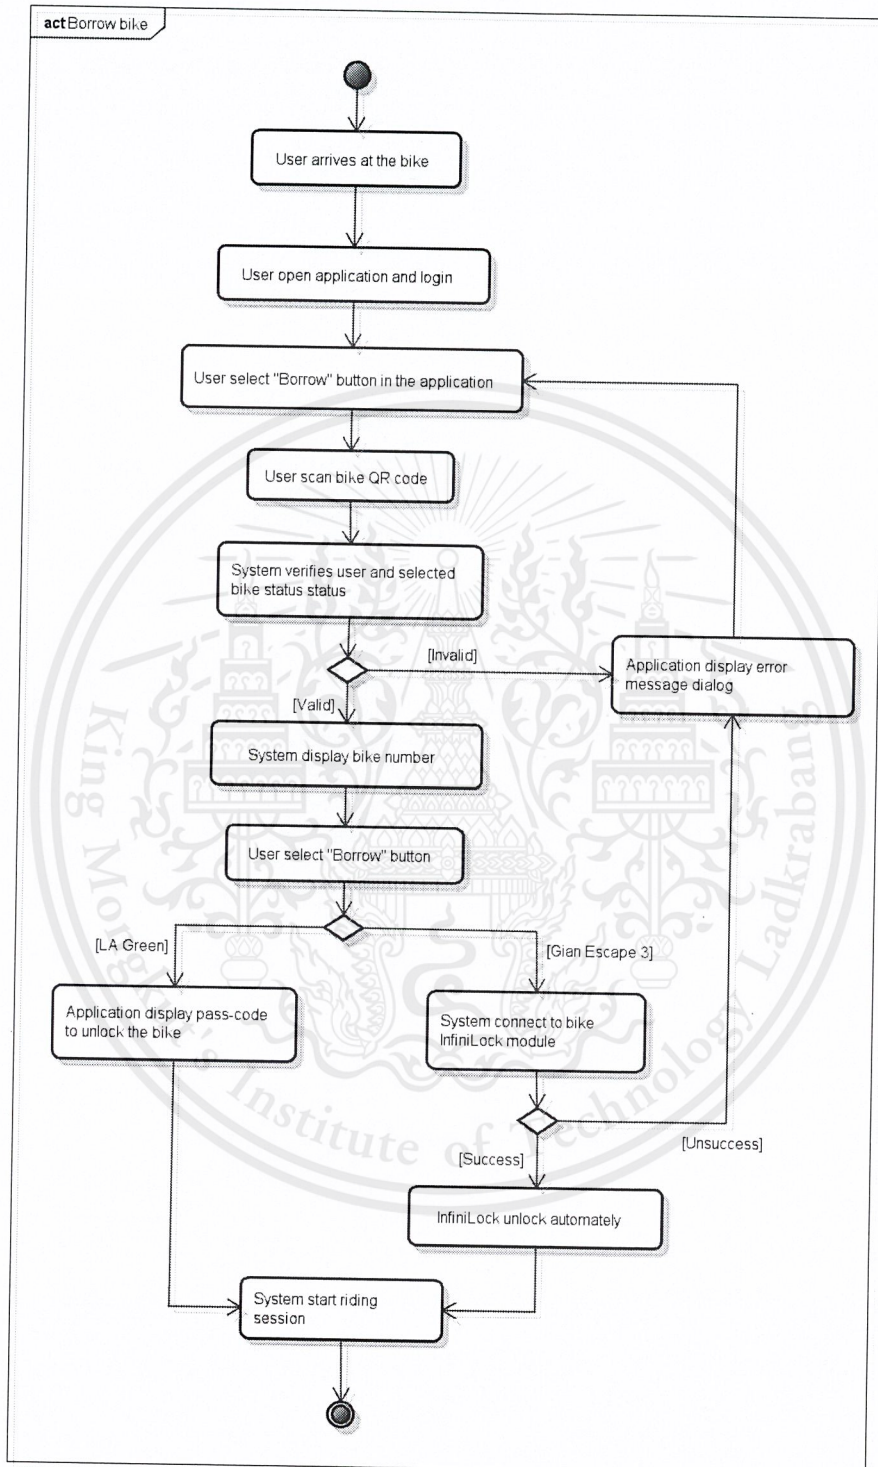 act Borrow bike
User arrives at the bike
User open application and login
User select "Borrow" button in the application
User scan bike QR code
System verifies user and selected
bike status status
[Invalid]
Application display error
message dialog
[Valid]
System display bike number
User select "Borrow" button
[LA Green]
[Gian Escape 3]
Application display pass-code
to unlock the bike
System connect to bike
InfiniLock module
[Success]
[Unsuccess]
InfiniLock unlock automately
System start riding
session
King Mongkut's Institute of Technology Ladkrabang